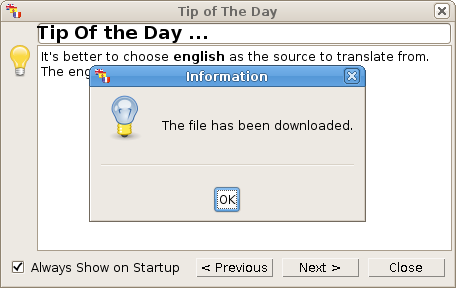 Tip of The Day
Tip Of the Day ...
It's better to choose english as the source to translate from.
The eng
Information
The file has been downloaded.
OK
Always Show on Startup
< Previous
Next >
Close